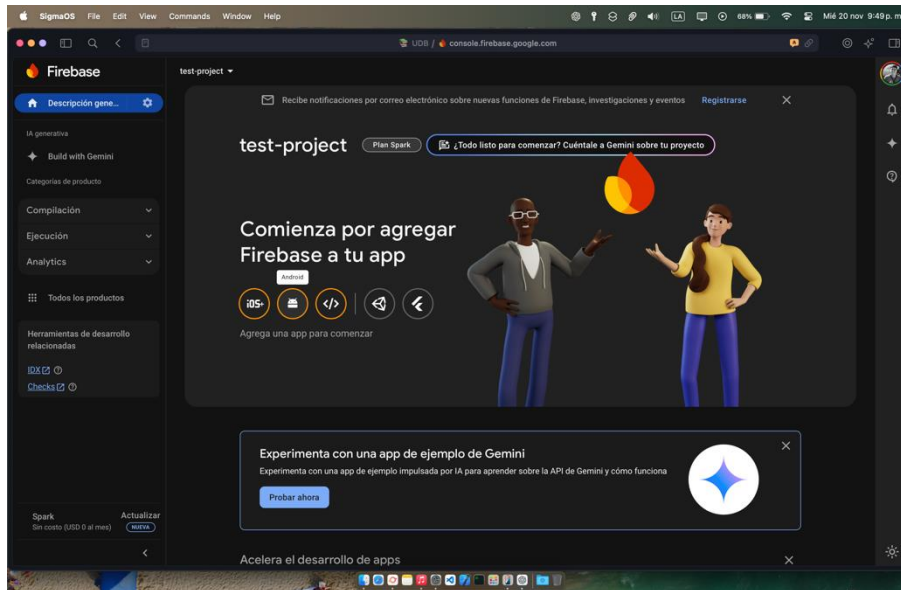 SigmaOS File Edit View Commands Window Help LA 68% Mié 20 nov 9:49 p. m
UDB / console.firebase.google.com
Firebase
test-project
Descripción gene...
IA generativa
Build with Gemini
Categorías de producto
Compilación
Ejecución
Analytics
Todos los productos
Herramientas de desarrollo
relacionadas
IDX
Checks
Spark
Sin costo (USD 0 al mes)
Actualizar
NUEVA
Recibe notificaciones por correo electrónico sobre nuevas funciones de Firebase, investigaciones y eventos Registrarse
test-project Plan Spark ¿Todo listo para comenzar? Cuéntale a Gemini sobre tu proyecto
Comienza por agregar
Firebase a tu app
Android
iOS+
Agrega una app para comenzar
Experimenta con una app de ejemplo de Gemini
Experimenta con una app de ejemplo impulsada por IA para aprender sobre la API de Gemini y cómo funciona
Probar ahora
Acelera el desarrollo de apps